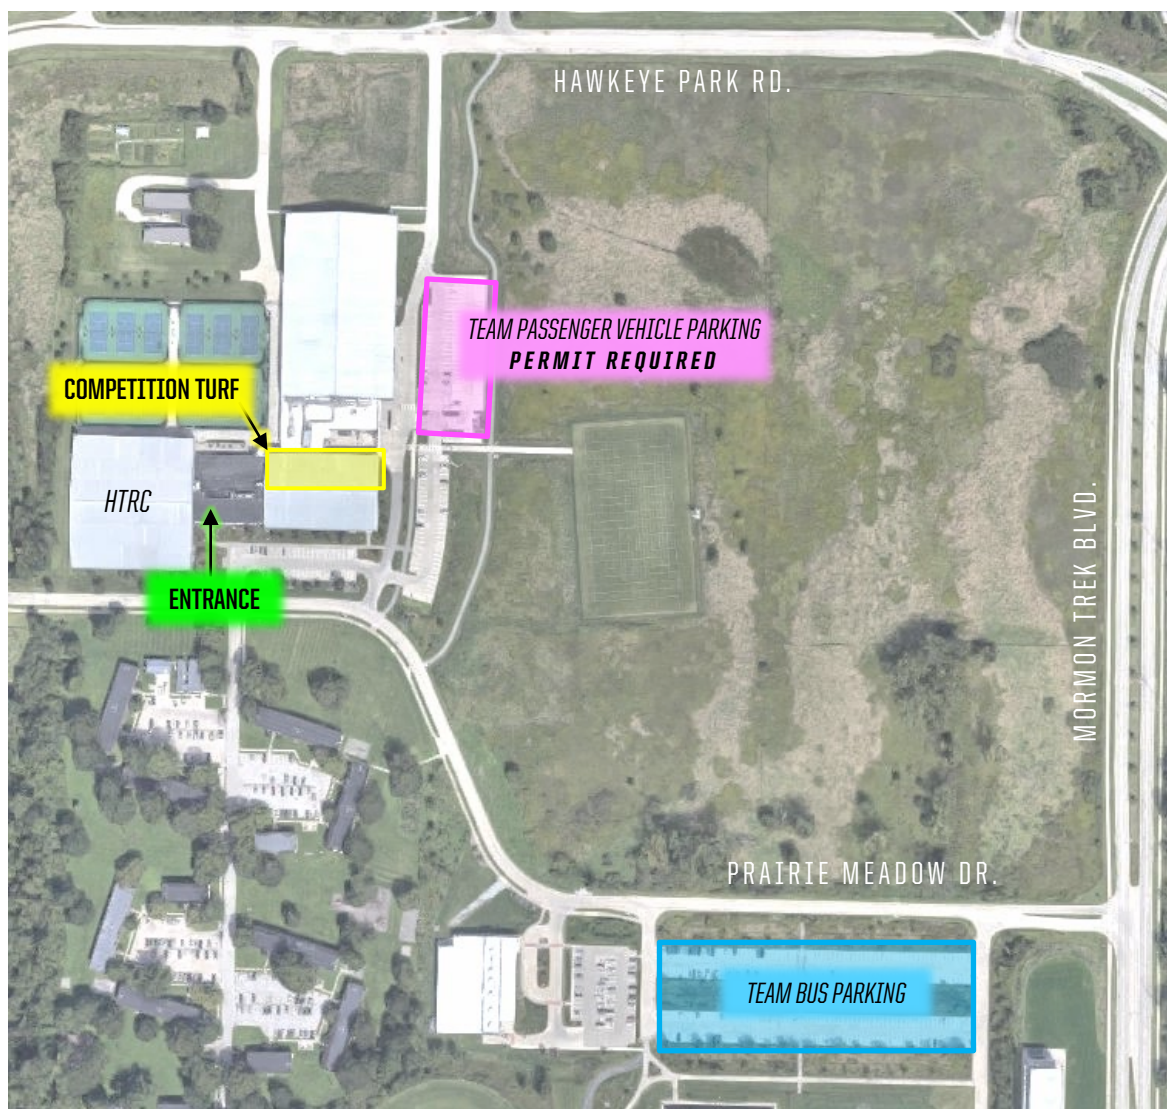 HAWKEYE PARK RD.
TEAM PASSENGER VEHICLE PARKING
PERMIT REQUIRED
COMPETITION TURF
HTRC
ENTRANCE
MORMON TREK BLVD.
PRAIRIE MEADOW DR.
TEAM BUS PARKING